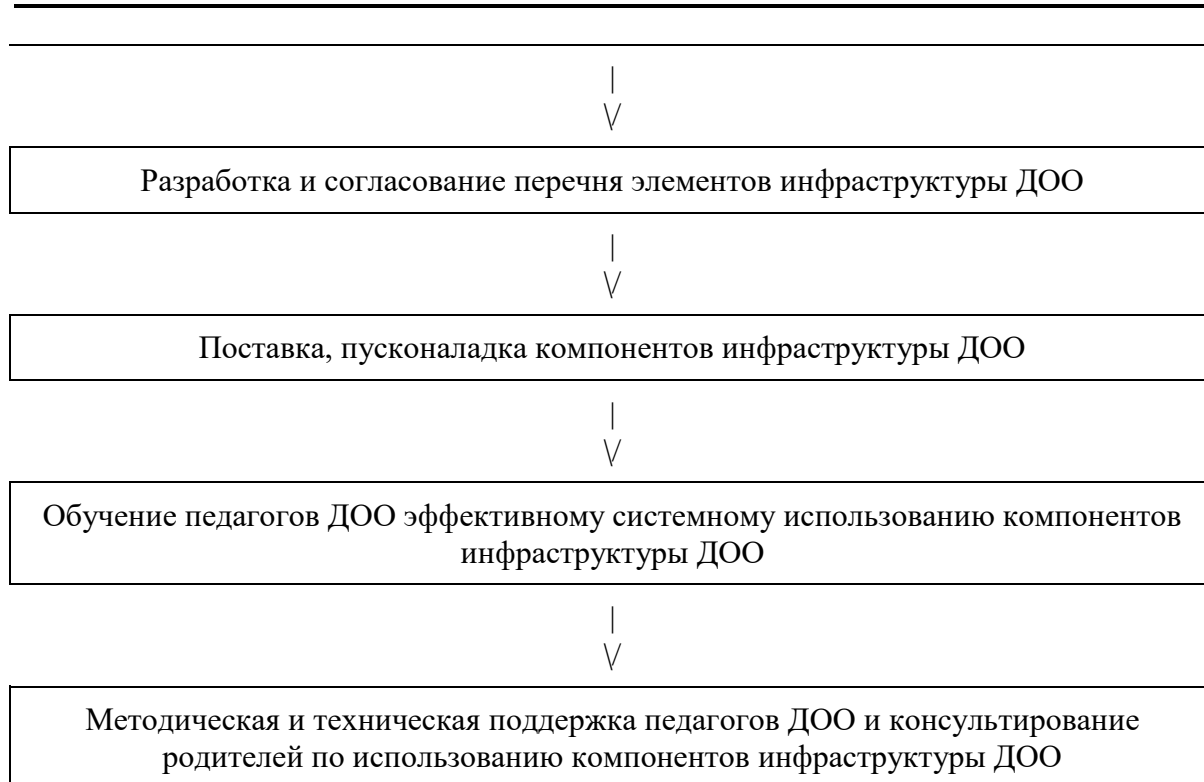 Разработка и согласование перечня элементов инфраструктуры ДОО
Поставка, пусконаладка компонентов инфраструктуры ДОО
Обучение педагогов ДОО эффективному системному использованию компонентов
инфраструктуры ДОО
Методическая и техническая поддержка педагогов ДОО и консультирование
родителей по использованию компонентов инфраструктуры ДОО